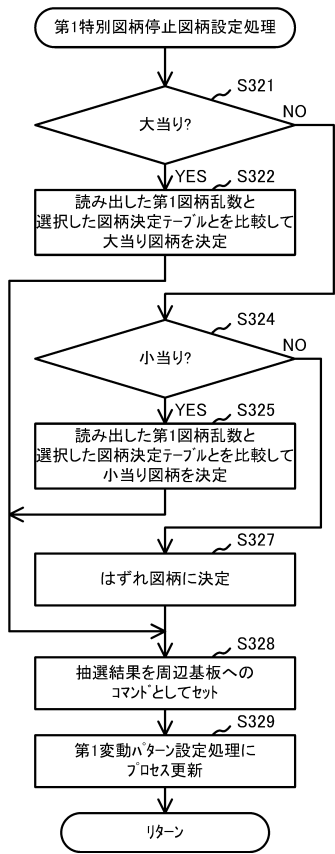 第1特別図柄停止図柄設定処理
S321
大当り?
NO
YES
S322
読み出した第1図柄乱数と
選択した図柄決定テーブルとを比較して
大当り図柄を決定
S324
小当り?
NO
YES
S325
読み出した第1図柄乱数と
選択した図柄決定テーブルとを比較して
小当り図柄を決定
S327
はずれ図柄に決定
S328
抽選結果を周辺基板への
コマンドとしてセット
S329
第1変動パターン設定処理に
プロセス更新
リターン